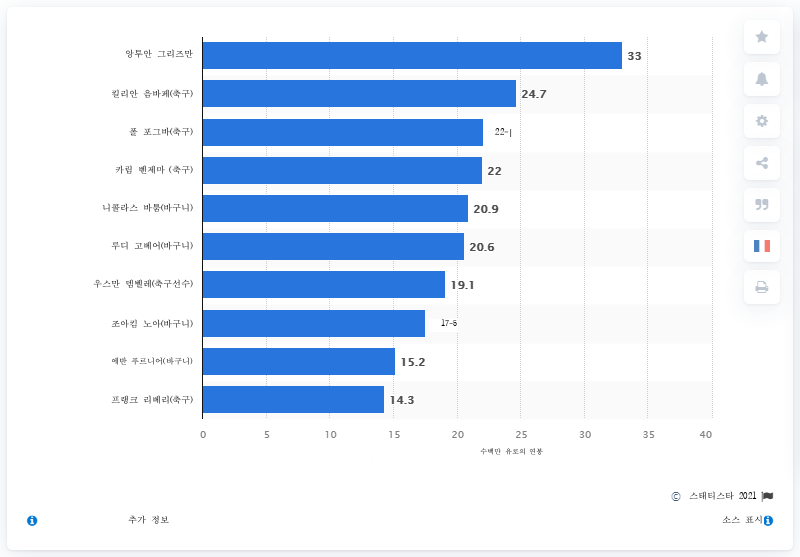 앙투안 그리즈만
33
킬리안 음바페(축구)
24.7
폴 포그바(축구)
카림 벤제마 (축구)
22
니콜라스 바툼(바구니)
20.9
루디 고베어(바구니)
20.6
우스만 뎀벨레(축구선수)
19.1
조아킴 노아(바구니)
에반 푸르니어(바구니)
15.2
프랭크 리베리(축구)
14.3
0 5 10 15 20 25 30 35 40
수백만 유로의 연봉
© 스태티스타 2021
추가 정보
소스 표시